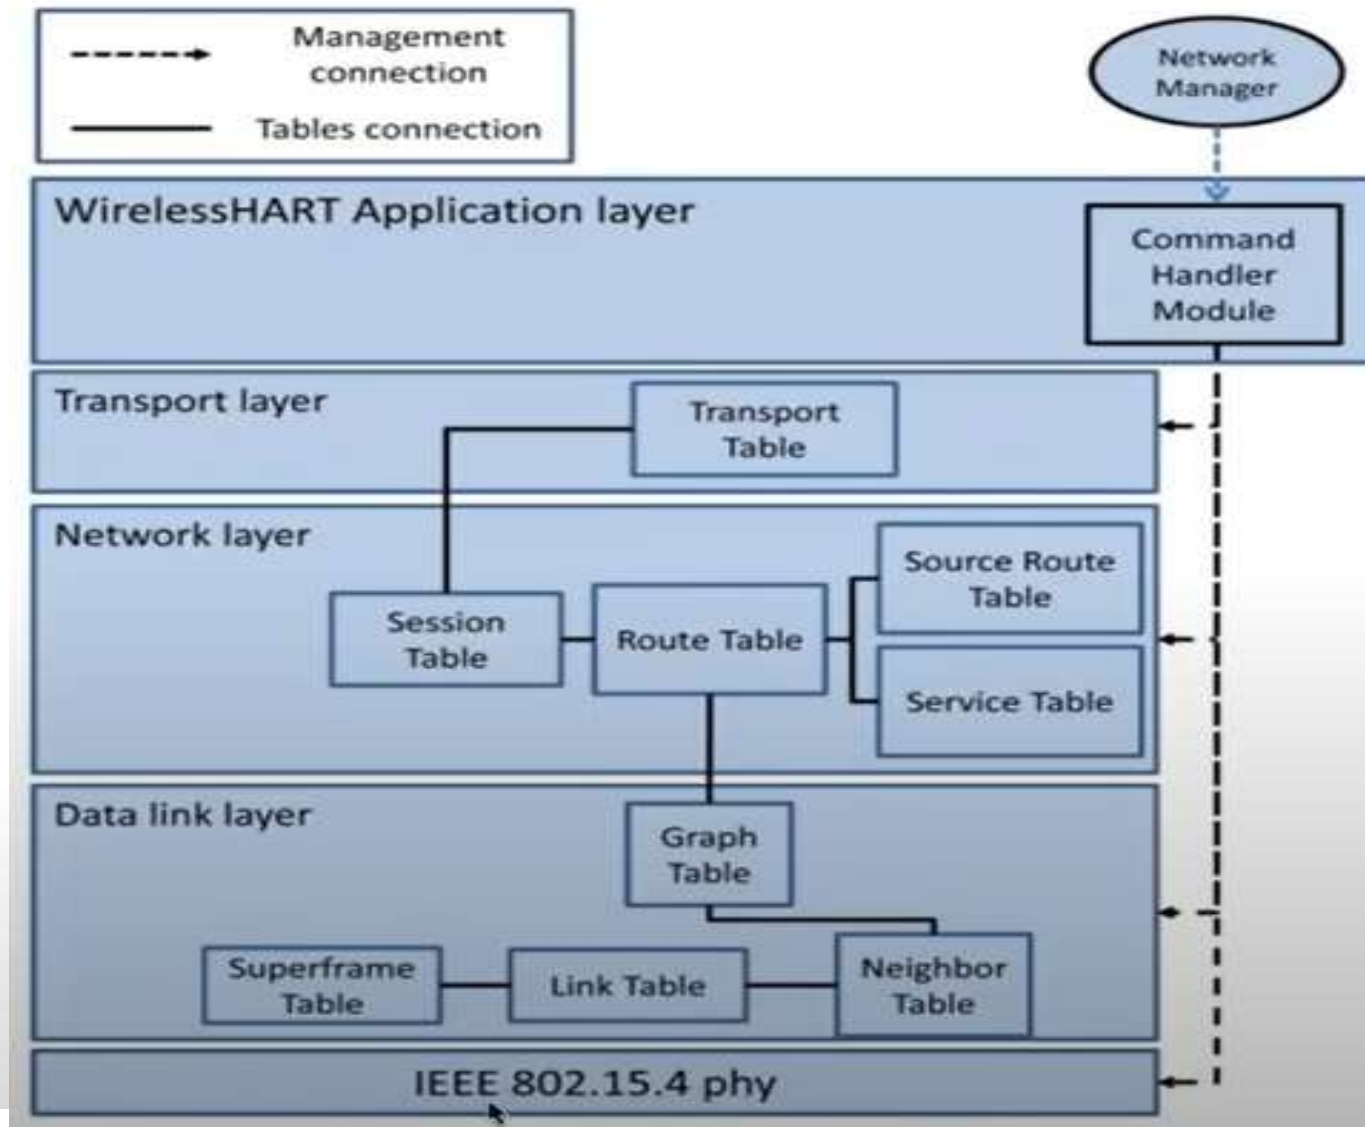 Management
connection
Tables connection
Network
Manager
WirelessHART Application layer
Command
Handler
Module
Transport layer
Transport
Table
Network layer
Session
Table
Route Table
Source Route
Table
Service Table
Data link layer
Graph
Table
Superframe
Table
Link Table
Neighbor
Table
IEEE 802.15.4 phy